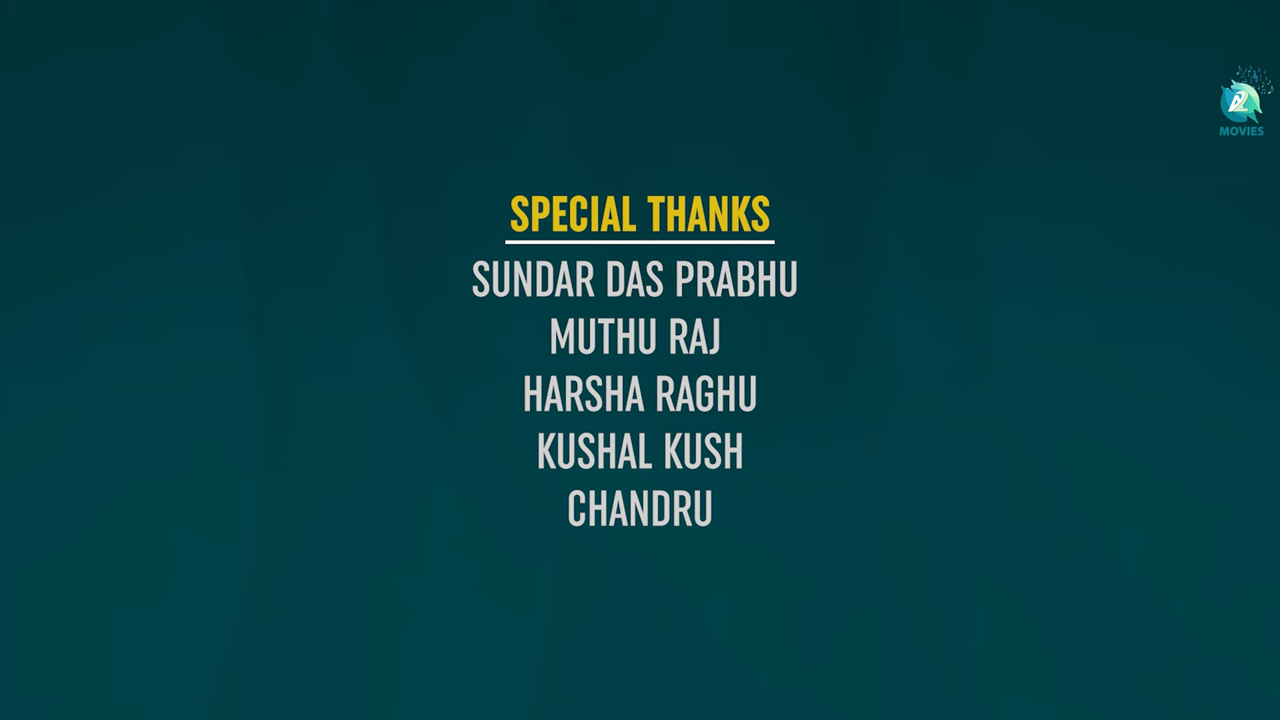 SPECIAL THANKS
SUNDAR DAS PRABHU
MUTHU RAJ
HARSHA RAGHU
KUSHAL KUSH
CHANDRU
MOVIES